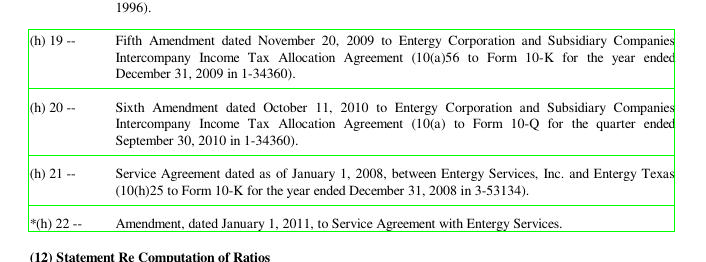 1996).
(h) 19 -- Fifth Amendment dated November 20, 2009 to Entergy Corporation and Subsidiary Companies
Intercompany Income Tax Allocation Agreement (10(a)56 to Form 10-K for the year ended
December 31, 2009 in 1-34360).
(h) 20 -- Sixth Amendment dated October 11, 2010 to Entergy Corporation and Subsidiary Companies
Intercompany Income Tax Allocation Agreement (10(a) to Form 10-Q for the quarter ended
September 30, 2010 in 1-34360).
(h) 21 -- Service Agreement dated as of January 1, 2008, between Entergy Services, Inc. and Entergy Texas
(10(h)25 to Form 10-K for the year ended December 31, 2008 in 3-53134).
*(h) 22 -- Amendment, dated January 1, 2011, to Service Agreement with Entergy Services.
(12) Statement Re Computation of Ratios